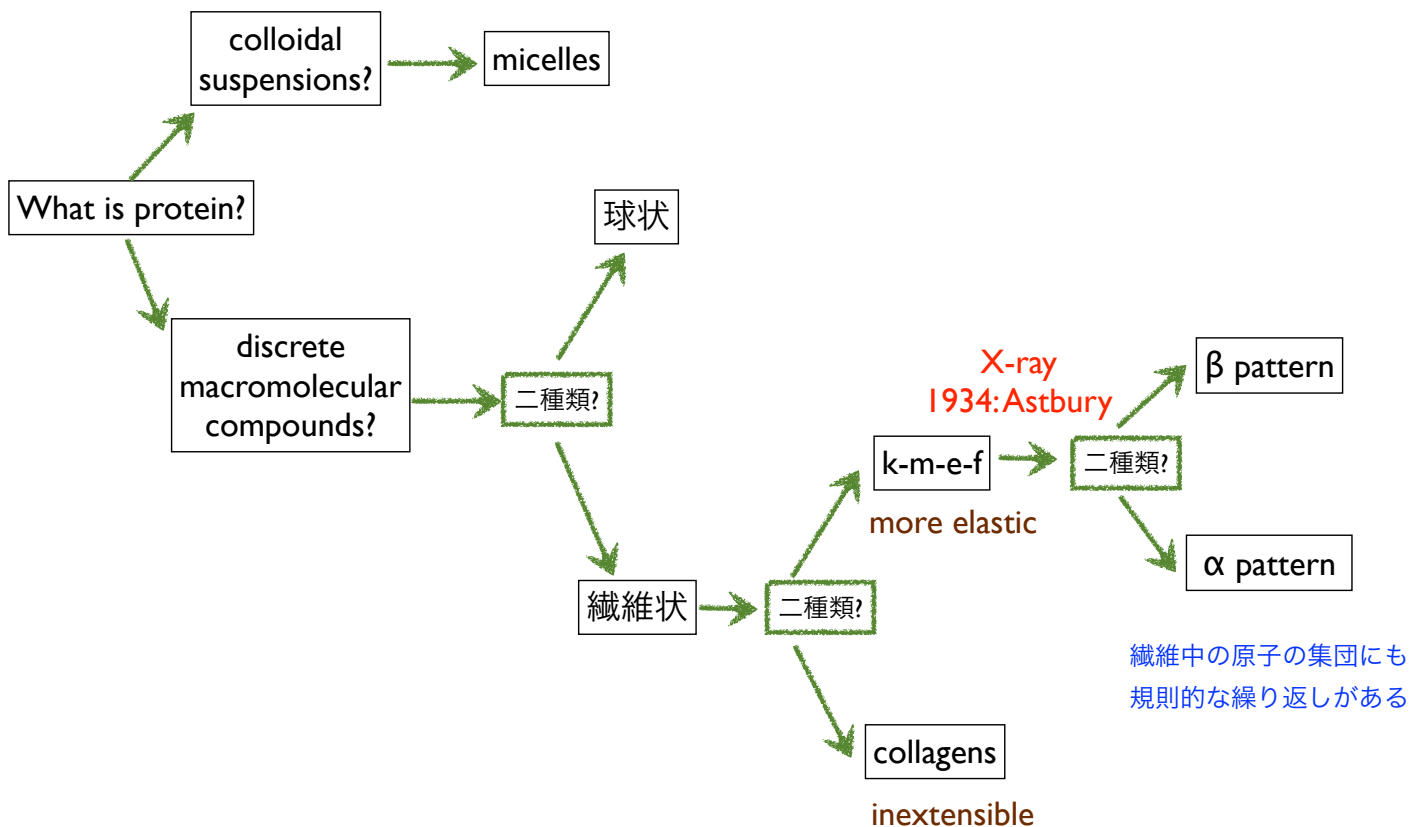 colloidal
suspensions?
micelles
What is protein?
球状
discrete
macromolecular
compounds?
二種類?
X-ray
1934: Astbury
β pattern
k-m-e-f
二種類?
more elastic
α pattern
繊維状
二種類?
繊維中の原子の集団にも
規則的な繰り返しがある
collagens
inextensible